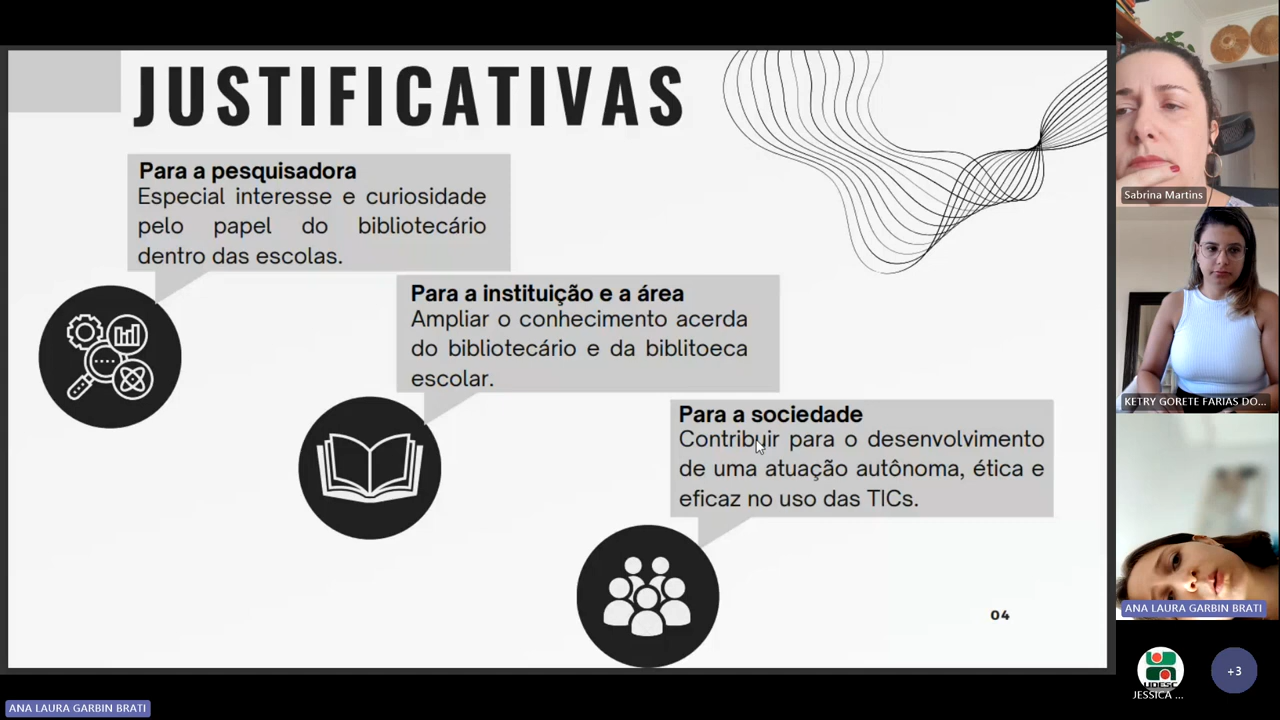 JUSTIFICATIVAS
Para a pesquisadora
Especial interesse e curiosidade
pelo papel do bibliotecário
dentro das escolas.
Para a instituição e a área
Ampliar o conhecimento acerda
do bibliotecário e da biblitoeca
escolar.
Para a sociedade
Contribuir para o desenvolvimento
de uma atuação autônoma, ética e
eficaz no uso das TICs.
04
Sabrina Martins
KETRY GORETE FARIAS DO...
ANA LAURA GARBIN BRATI
UDESC
JESSICA ...
+3
ANA LAURA GARBIN BRATI